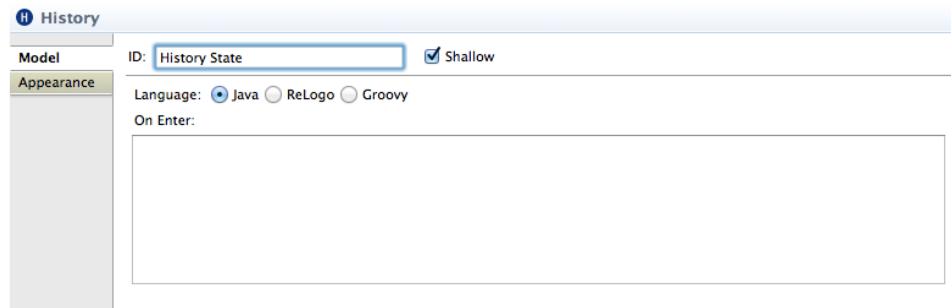 H History
Model
ID: History State Shallow
Appearance
Language: Java ReLogo Groovy
On Enter: